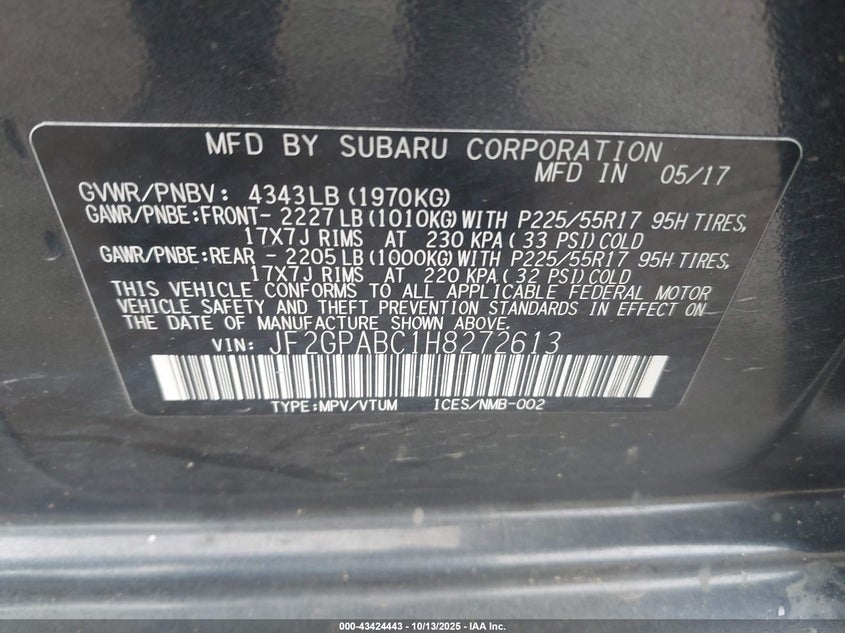 MFD BY SUBARU CORPORATION
MFD IN 05/17
GVWR/PNBV: 4343LB (1970KG)
GAWR/PNBE:FRONT- 2227LB (1010KG) WITH P225/55R17 95H TIRES,
17X7J RIMS AT 230 KPA ( 33 PSI) COLD
GAWR/PNBE:REAR - 2205LB (1000KG) WITH P225/55R17 95H TIRES,
17X7J RIMS AT 220 KPA ( 32 PSI) COLD
THIS VEHICLE CONFORMS TO ALL APPLICABLE FEDERAL MOTOR
VEHICLE SAFETY AND THEFT PREVENTION STANDARDS IN EFFECT ON
THE DATE OF MANUFACTURE SHOWN ABOVE.
VIN: JF2GPABC1H8272613
TYPE:MPV/VTUM ICES/NMB-002
000-43424443 | 10/13/2025 - IAA Inc.